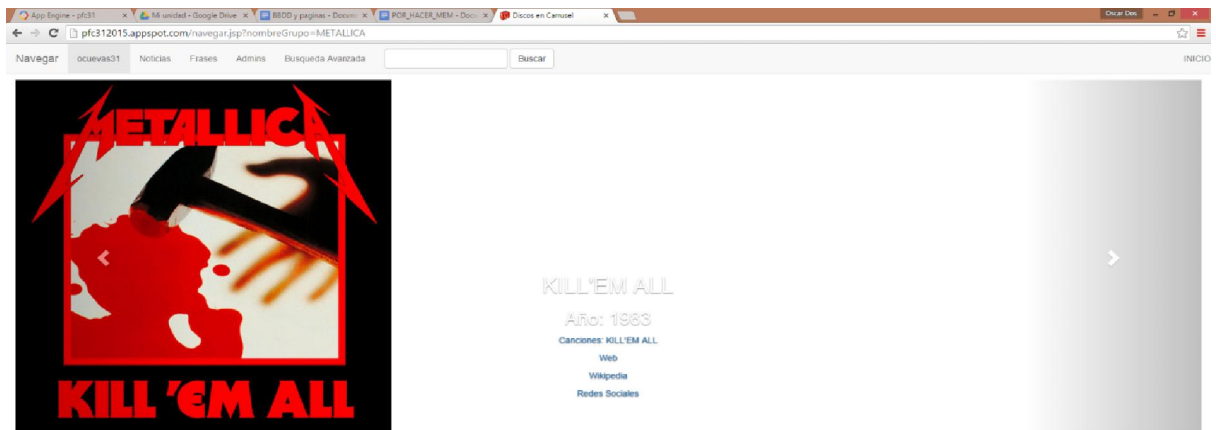 App Engine - pfc31
Mi unidad - Google Drive
BBDD y paginas - Docum
POR_HACER_MEM - Docu
Discos en Carrusel
Oscar Dos
pfc312015.appspot.com/navegar.jsp?nombreGrupo=METALLICA
Navegar ocuevas31 Noticias Frases Admins Busqueda Avanzada Buscar INICIO
METALLICA
KILL 'EM ALL
KILL'EM ALL
Año: 1983
Canciones: KILL'EM ALL
Web
Wikipedia
Redes Sociales